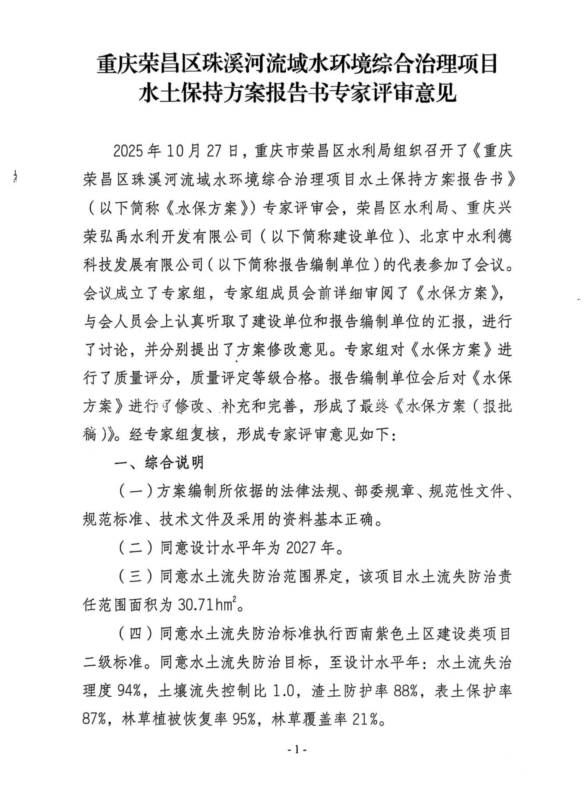 重庆荣昌区珠溪河流域水环境综合治理项目
水土保持方案报告书专家评审意见
2025 年 10 月 27 日，重庆市荣昌区水利局组织召开了《重庆
荣昌区珠溪河流域水环境综合治理项目水土保持方案报告书》
（以下简称《水保方案》）专家评审会，荣昌区水利局、重庆兴
荣弘禹水利开发有限公司（以下简称建设单位）、北京中水利德
科技发展有限公司（以下简称报告编制单位）的代表参加了会议。
会议成立了专家组，专家组成员会前详细审阅了《水保方案》，
与会人员会上认真听取了建设单位和报告编制单位的汇报，进行
了讨论，并分别提出了方案修改意见。专家组对《水保方案》进
行了质量评分，质量评定等级合格。报告编制单位会后对《水保
方案》进行了修改、补充和完善，形成了最终《水保方案（报批
稿）》。经专家组复核，形成专家评审意见如下：
一、综合说明
（一）方案编制所依据的法律法规、部委规章、规范性文件、
规范标准、技术文件及采用的资料基本正确。
（二）同意设计水平年为 2027 年。
（三）同意水土流失防治范围界定，该项目水土流失防治责
任范围面积为 30.71hm²。
（四）同意水土流失防治标准执行西南紫色土区建设类项目
二级标准。同意水土流失防治目标，至设计水平年：水土流失治
理度 94%，土壤流失控制比 1.0，渣土防护率 88%，表土保护率
87%，林草植被恢复率 95%，林草覆盖率 21%。
- 1 -